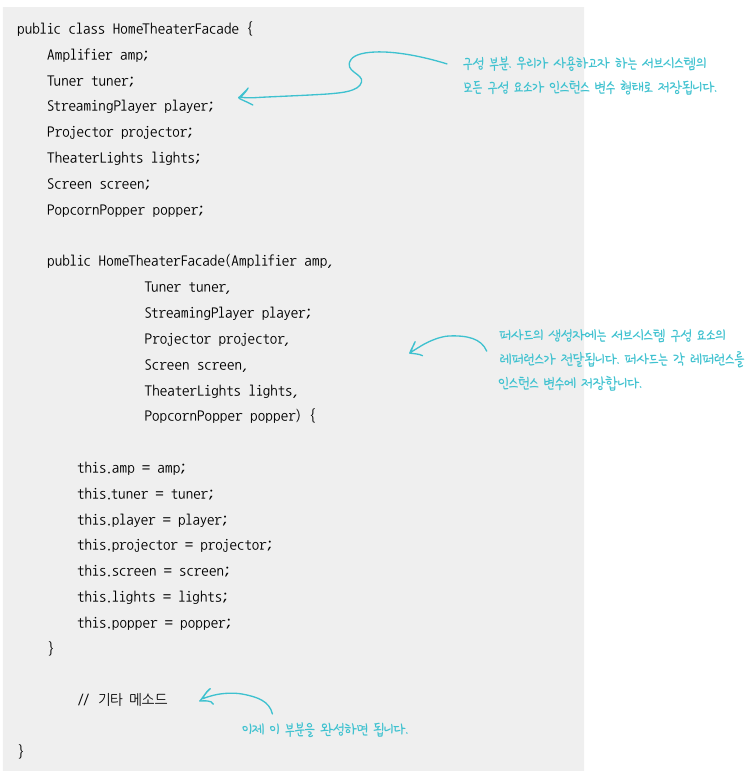 public class HomeTheaterFacade {
Amplifier amp;
Tuner tuner;
StreamingPlayer player;
Projector projector;
TheaterLights lights;
Screen screen;
PopcornPopper popper;
구성 부분. 우리가 사용하고자 하는 서브시스템의
모든 구성 요소가 인스턴스 변수 형태로 저장됩니다.
public HomeTheaterFacade(Amplifier amp,
Tuner tuner,
StreamingPlayer player;
Projector projector,
Screen screen,
TheaterLights lights,
PopcornPopper popper) {
퍼사드의 생성자에는 서브시스템 구성 요소의
레퍼런스가 전달됩니다. 퍼사드는 각 레퍼런스를
인스턴스 변수에 저장합니다.
this.amp = amp;
this.tuner = tuner;
this.player = player;
this.projector = projector;
this.screen = screen;
this.lights = lights;
this.popper = popper;
}
// 기타 메소드
이제 이 부분을 완성하면 됩니다.
}